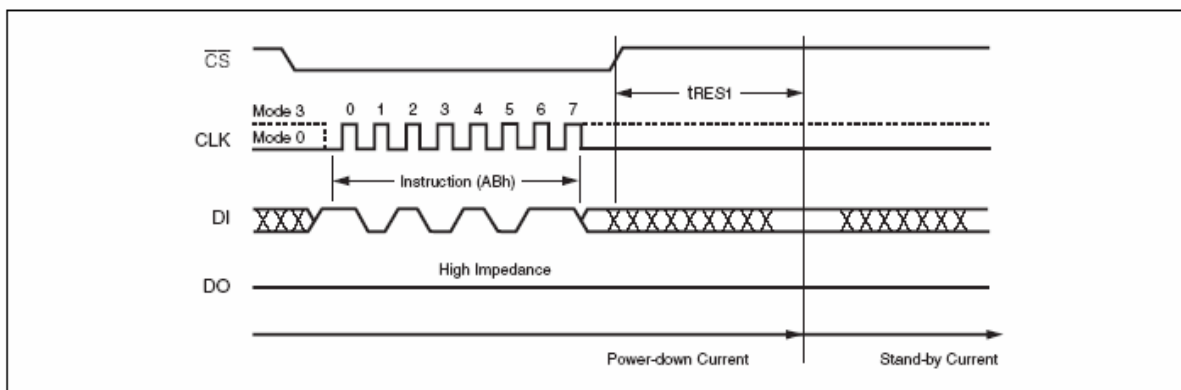 CS
tRES1
Mode 3 0 1 2 3 4 5 6 7
CLK Mode 0
Instruction (ABh)
DI
High Impedance
DO
Power-down Current Stand-by Current